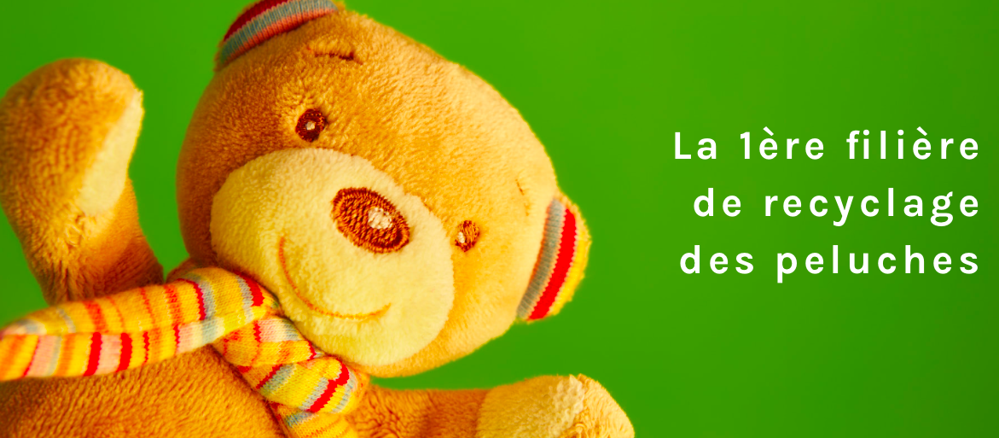 La 1ère filière
de recyclage
des peluches